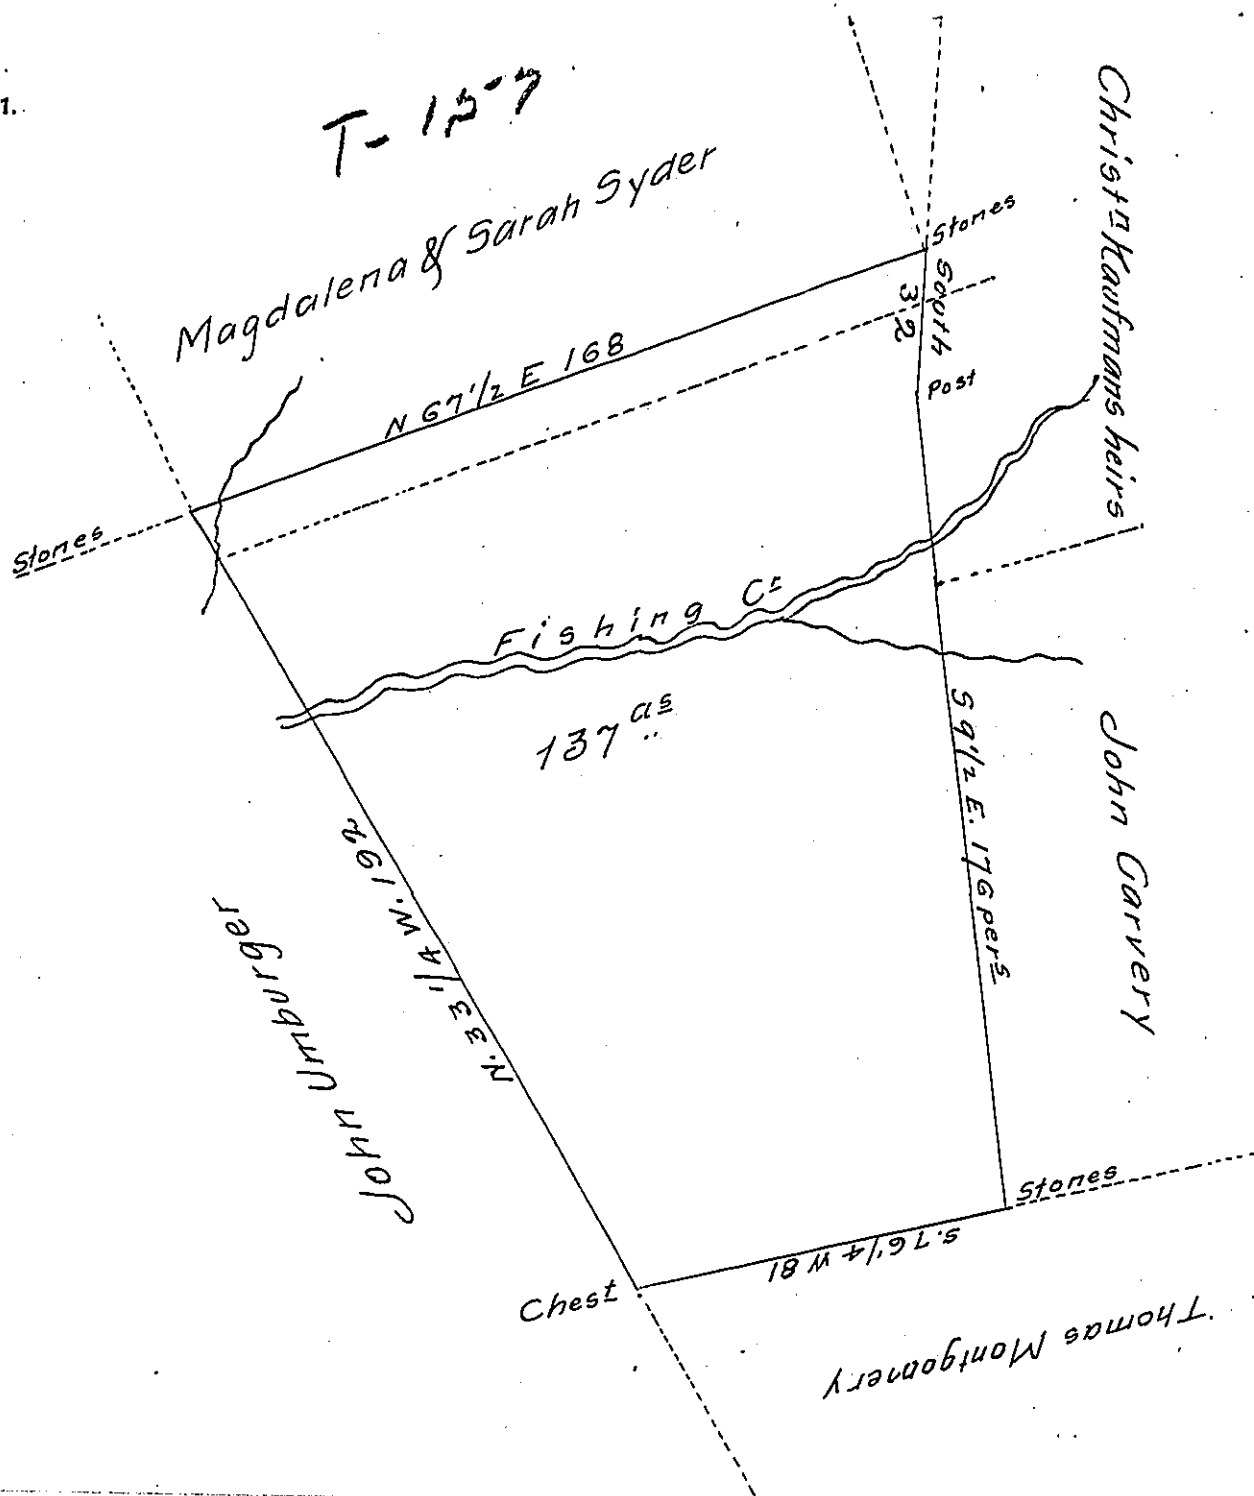 1.
T-157
Magdalena & Sarah Syder
Christn Kaufmans heirs
Stones
South
32
Post
N 67 1/2 E 168
Stones
Fishing Cr
137 as
S 9 1/2 E. 176 pers
John Garvery
N. 33 1/4 W. 192
John Umburger
Stones
S. 76 1/4 W 81
Chest
Thomas Montgomery